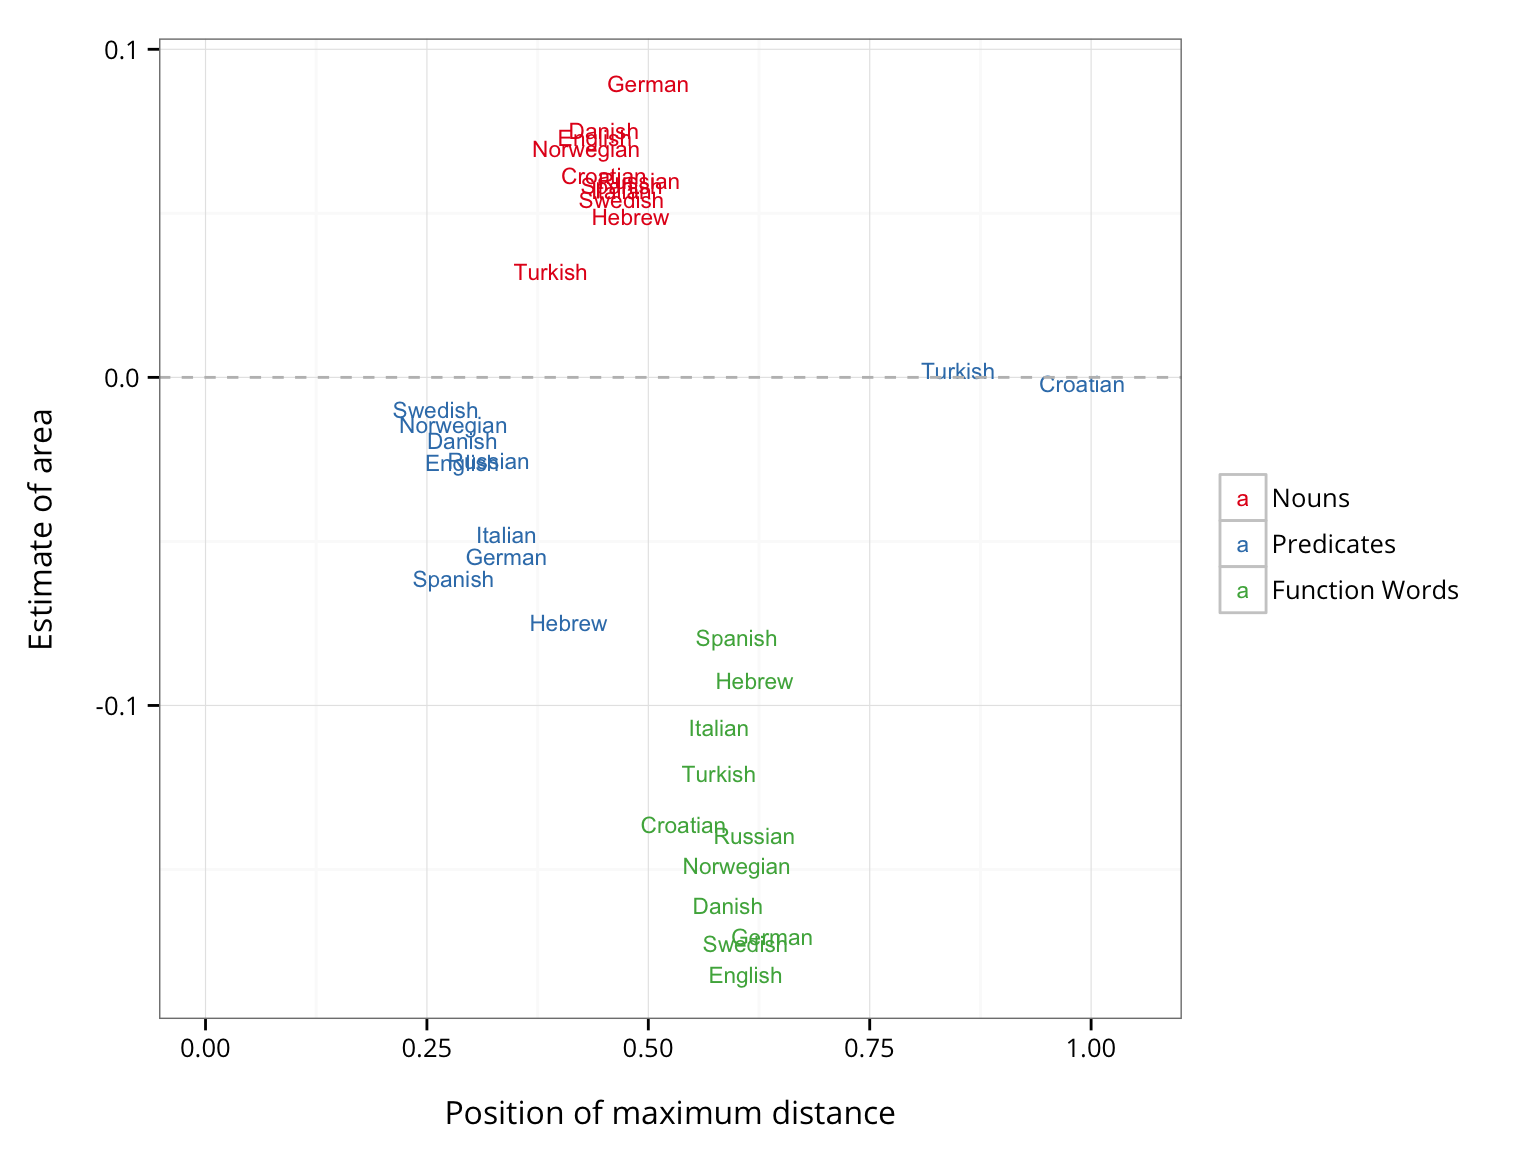 0.1
German
Danish
English
Norwegian
Croatian
Russian
Spanish
Italian
Swedish
Hebrew
Turkish
0.0
Turkish
Croatian
Swedish
Norwegian
Danish
Russian
English
Italian
German
Spanish
Hebrew
Spanish
Hebrew
-0.1
Italian
Turkish
Croatian
Russian
Norwegian
Danish
German
Swedish
English
Estimate of area
0.00 0.25 0.50 0.75 1.00
Position of maximum distance
a Nouns
a Predicates
a Function Words